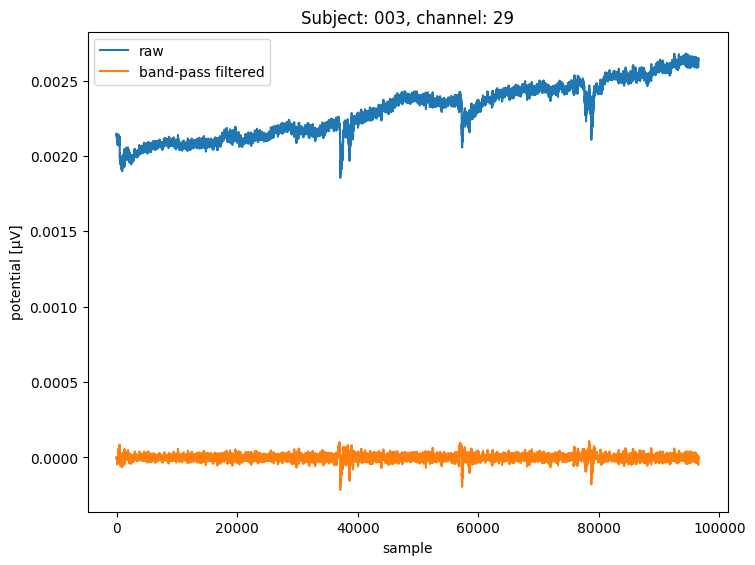 Subject: 003, channel: 29
raw
band-pass filtered
potential [µV]
0.0025
0.0020
0.0015
0.0010
0.0005
0.0000
0
20000
40000
60000
80000
100000
sample